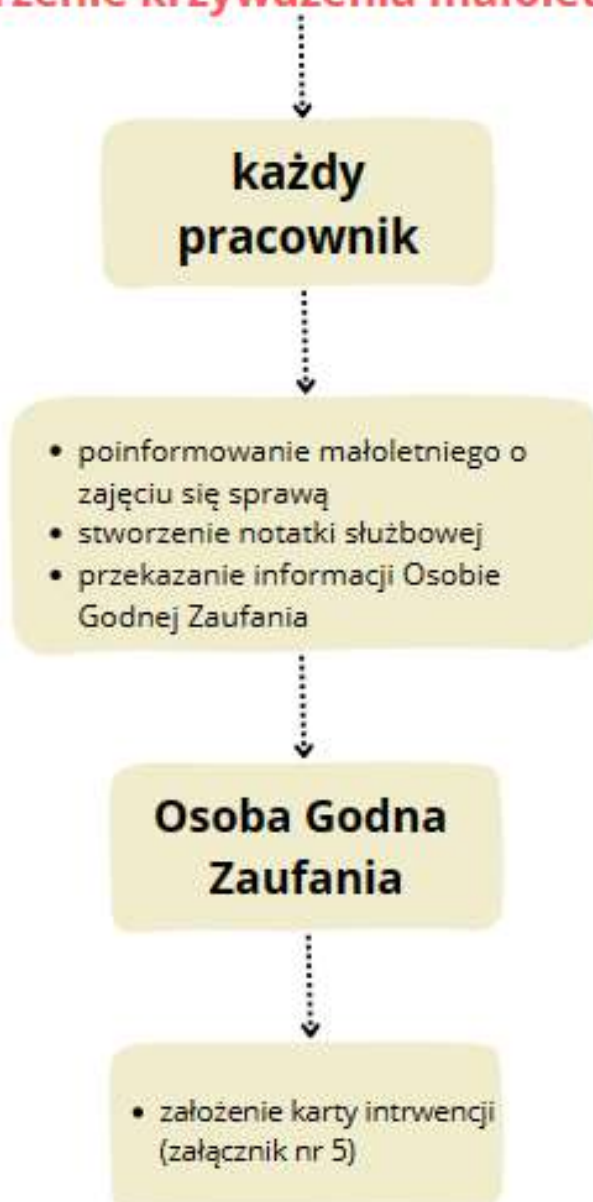 krzywdzenia
każdy
pracownik
• poinformowanie małoletniego o
zajęciu się sprawą
• stworzenie notatki służbowej
• przekazanie informacji Osobie
Godnej Zaufania
Osoba Godna
Zaufania
• założenie karty intrwencji
(załącznik nr 5)